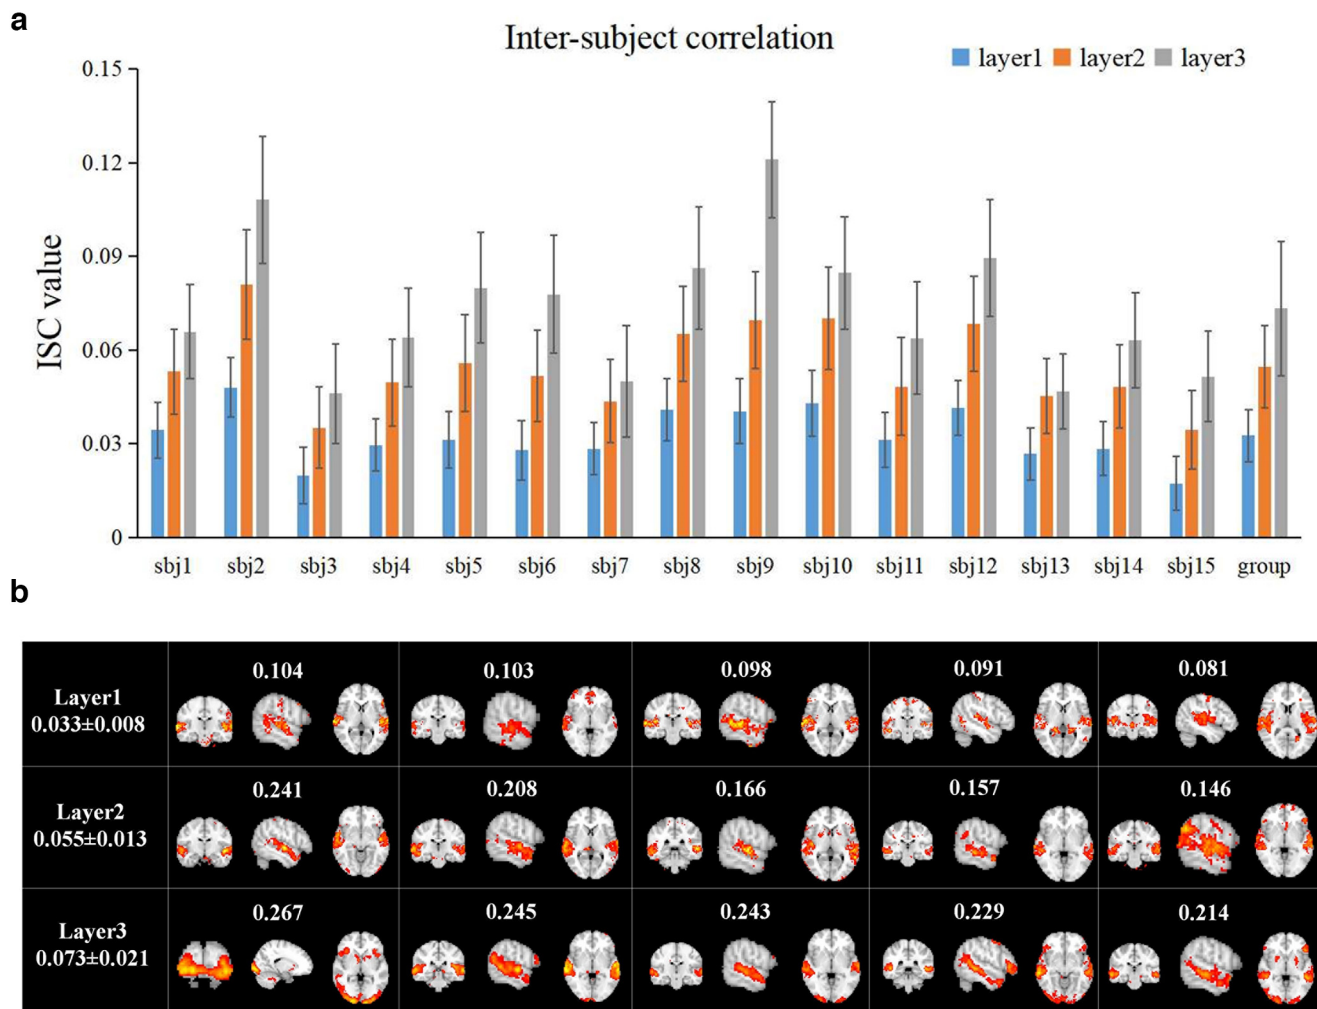 a
Inter-subject correlation
layer1 layer2 layer3
ISC value
0.15
0.12
0.09
0.06
0.03
0
sbj1 sbj2 sbj3 sbj4 sbj5 sbj6 sbj7 sbj8 sbj9 sbj10 sbj11 sbj12 sbj13 sbj14 sbj15 group
b
Layer1
0.033±0.008
0.104 0.103 0.098 0.091 0.081
Layer2
0.055±0.013
0.241 0.208 0.166 0.157 0.146
Layer3
0.073±0.021
0.267 0.245 0.243 0.229 0.214